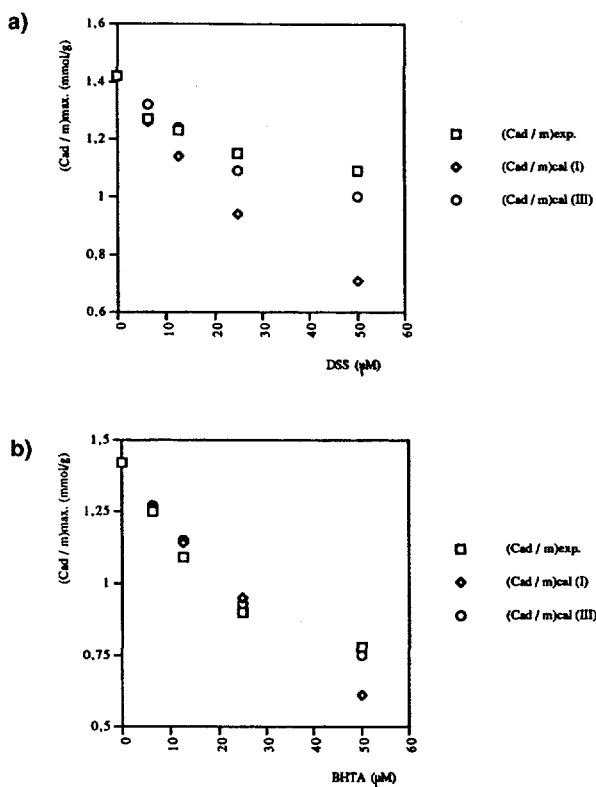 a)
(Cad / m)max. (mmol/g)
1,6
1,4
1,2
1
0,8
0,6
0
10
20
30
40
50
60
DSS (µM)
(Cad / m)exp.
(Cad / m)cal (I)
(Cad / m)cal (III)
b)
(Cad / m)max. (mmol/g)
1,5
1,25
1
0,75
0,5
0
10
20
30
40
50
60
BHTA (µM)
(Cad / m)exp.
(Cad / m)cal (I)
(Cad / m)cal (III)